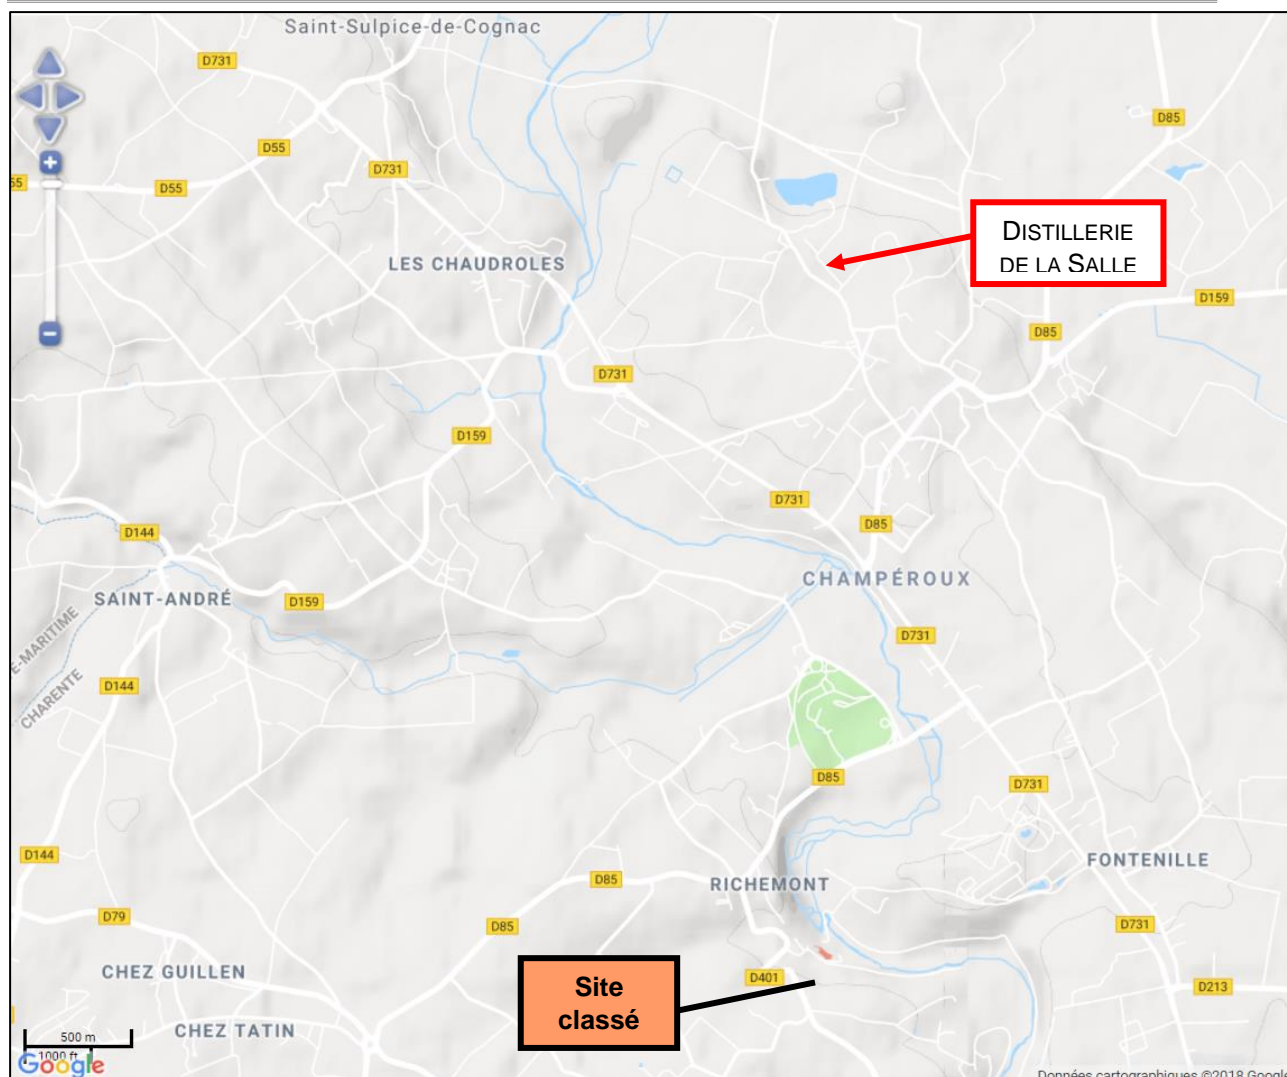 Saint-Sulpice-de-Cognac
D731
D85
D55
D731
55
D55
DISTILLERIE
DE LA SALLE
LES CHAUDROLES
D159
D85
D731
D159
D731
D85
D144
CHAMPÉROUX
SAINT-ANDRÉ
D159
D731
E-MARITIME
CHARENTE
D144
D85
D731
D144
FONTENILLE
D85
RICHEMONT
D79
D85
D731
CHEZ GUILLEN
D401
Site
classé
D213
CHEZ TATIN
500 m
1000 ft
Google
Données cartographiques ©2018 Google